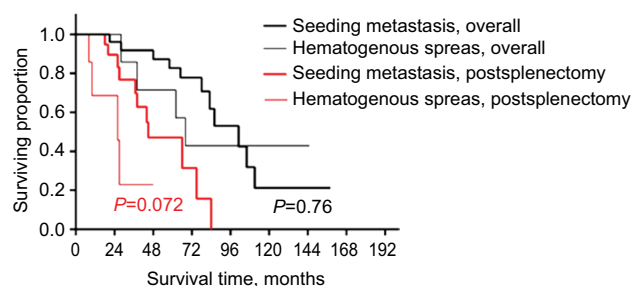 Seeding metastasis, overall
Hematogenous spreas, overall
Seeding metastasis, postsplenectomy
Hematogenous spreas, postsplenectomy
Surviving proportion
1.0
0.8
0.6
0.4
0.2
0.0
P=0.072
P=0.76
0 24 48 72 96 120 144 168 192
Survival time, months